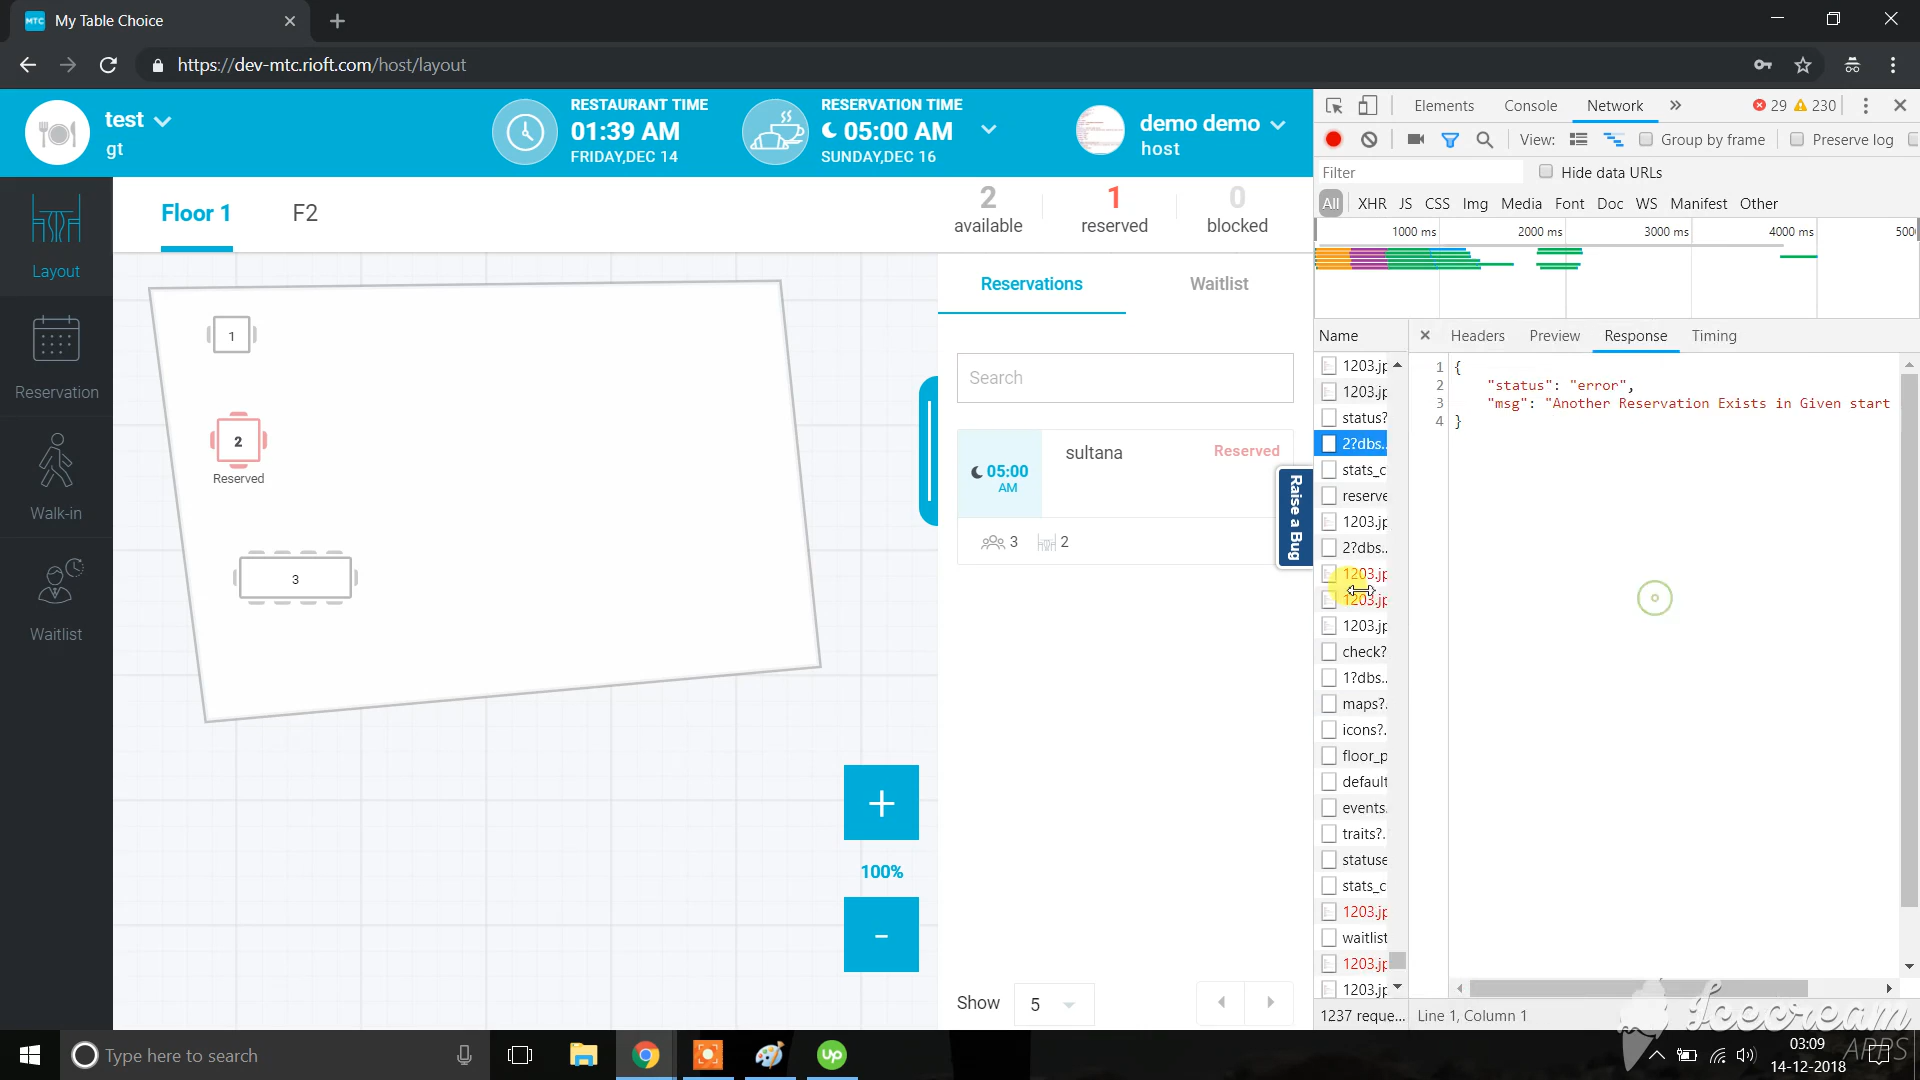 MTC My Table Choice
https://dev-mtc.rioft.com/host/layout
test
gt
RESTAURANT TIME
01:39 AM
FRIDAY,DEC 14
RESERVATION TIME
05:00 AM
SUNDAY,DEC 16
demo demo
host
Layout
Reservation
Walk-in
Waitlist
Floor 1 F2
2 available
1 reserved
0 blocked
1
2
Reserved
3
+
100%
-
Reservations Waitlist
Search
05:00 AM
sultana Reserved
3 2
Show 5
Raise a Bug
Elements Console Network 29 230
View: Group by frame Preserve log
Filter Hide data URLs
All XHR JS CSS Img Media Font Doc WS Manifest Other
1000 ms 2000 ms 3000 ms 4000 ms 500
Name Headers Preview Response Timing
1203.jp
1203.jp
status?
2?dbs..
stats_c
reserve
1203.jp
2?dbs..
1203.jp
1203.jp
1203.jp
check?
1?dbs..
maps?.
icons?.
floor_p
default
events.
traits?.
statuse
stats_c
1203.jp
waitlist
1203.jp
1203.jp
1 {
2 "status": "error",
3 "msg": "Another Reservation Exists in Given start
4 }
1237 reque... Line 1, Column 1
Icecream
APPS
Type here to search
up
03:09
14-12-2018